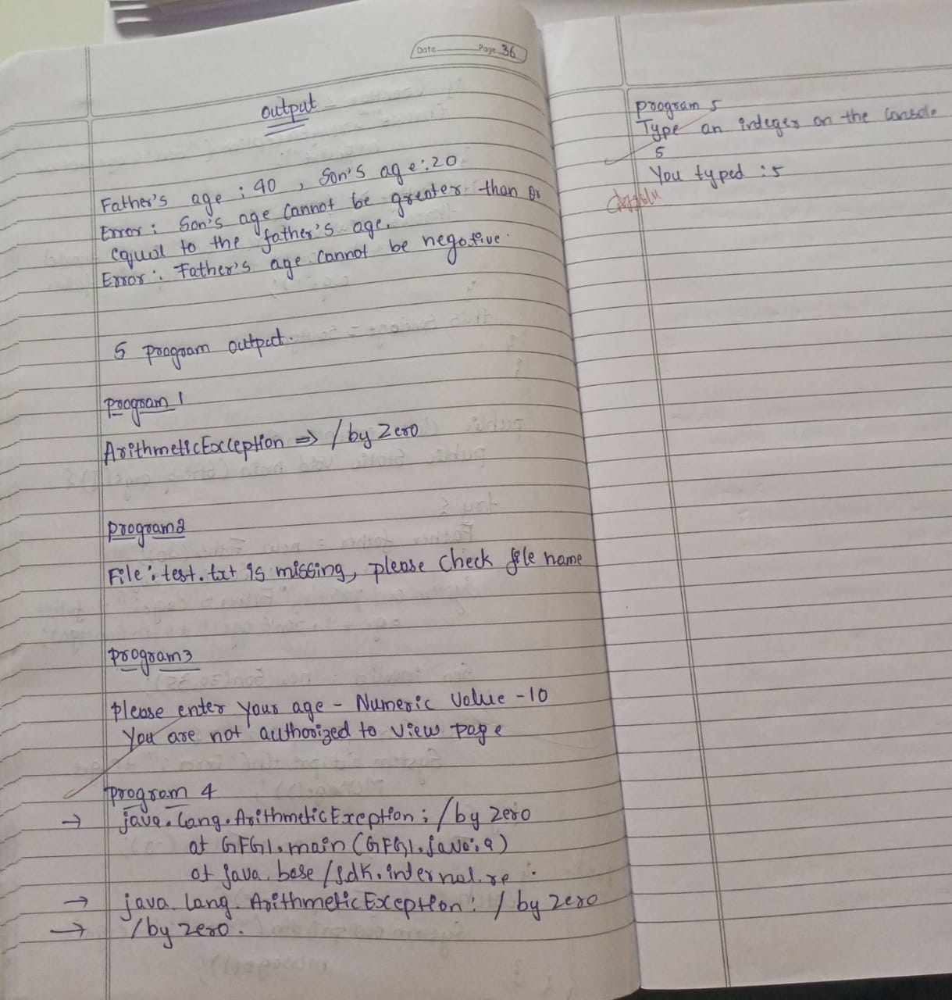 Date Page 36
output
Father's age : 40 , Son's age : 20
Error : Son's age cannot be greater than or
equal to the father's age.
Error : Father's age cannot be negative.
5 program output.
Program 1
ArithmeticException => / by zero
program2
File : test.txt is missing, please check file name
program3
please enter your age - Numeric value -10
You are not authorized to view page
program 4
→ java.lang.ArithmeticException : / by zero
at GFG1.main (GFG1.java:9)
at java.base/jdk.internal.re
→ java.lang.ArithmeticException: / by zero
→ / by zero.
program 5
Type an integer on the console
5
You typed : 5